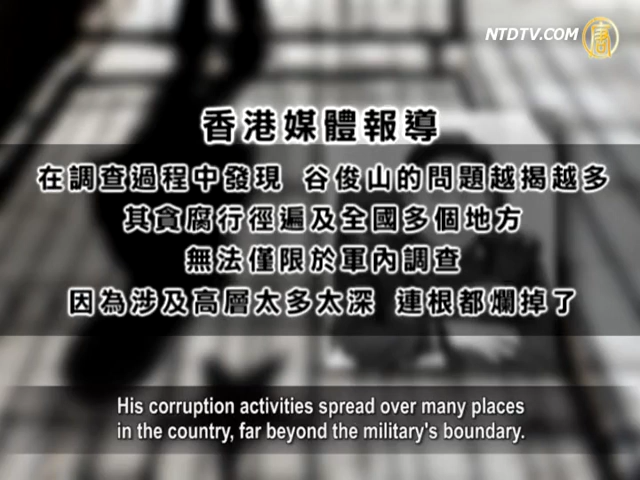 NTDTV.COM
香港媒體報導
在調查過程中發現 谷俊山的問題越揭越多
其貪腐行徑遍及全國多個地方
無法僅限於軍內調查
因為涉及高層太多太深 連根都爛掉了
His corruption activities spread over many places
in the country, far beyond the military's boundary.